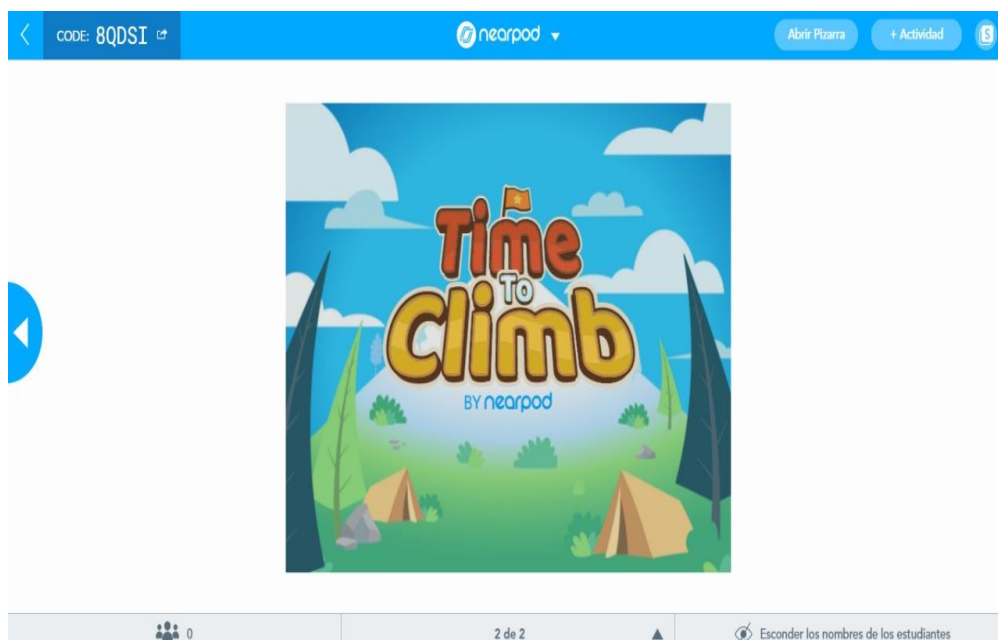 CODE: 8QDSI
nearpod
Abrir Pizarra
+ Actividad
S
Time
To
Climb
BY nearpod
0
2 de 2
Esconder los nombres de los estudiantes